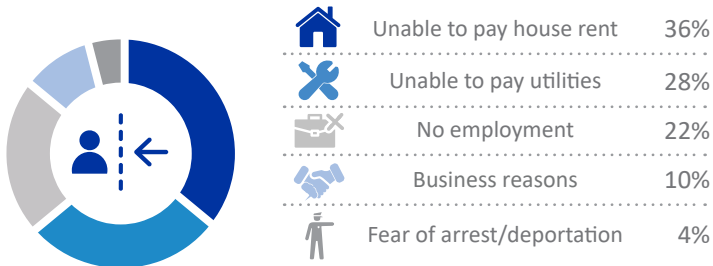 Unable to pay house rent 36%
Unable to pay utilities 28%
No employment 22%
Business reasons 10%
Fear of arrest/deportation 4%